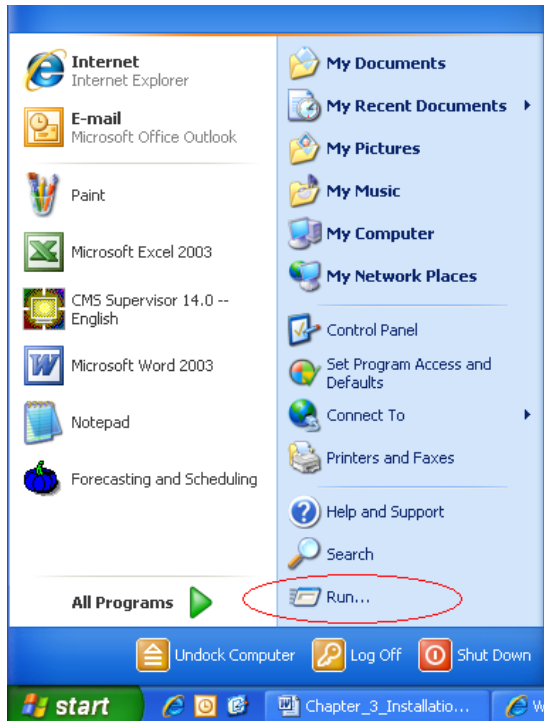 Internet
Internet Explorer
E-mail
Microsoft Office Outlook
Paint
Microsoft Excel 2003
CMS Supervisor 14.0 --
English
Microsoft Word 2003
Notepad
Forecasting and Scheduling
All Programs
My Documents
My Recent Documents
My Pictures
My Music
My Computer
My Network Places
Control Panel
Set Program Access and
Defaults
Connect To
Printers and Faxes
Help and Support
Search
Run...
Undock Computer
Log Off
Shut Down
start
Chapter_3_Installatio...
W